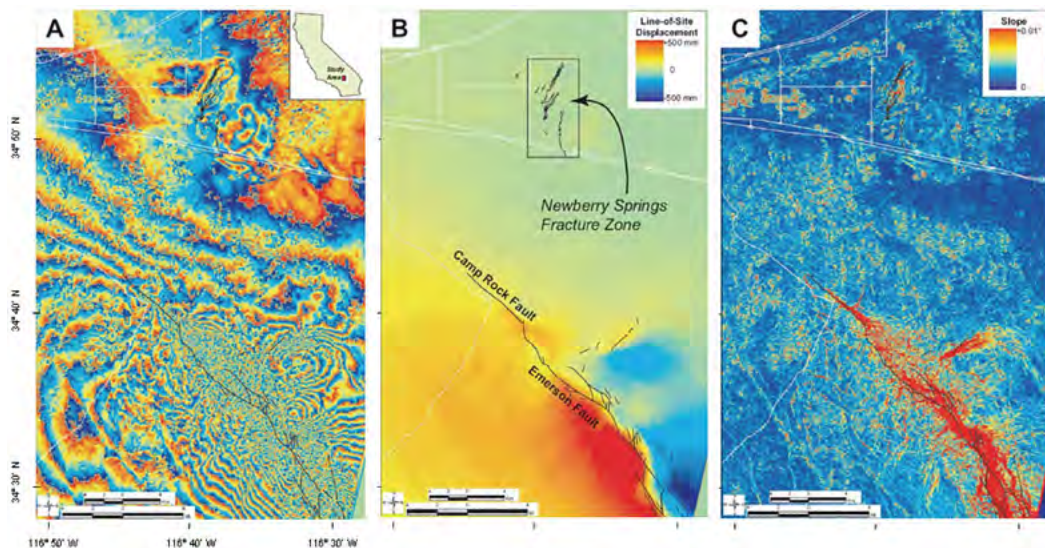 A
Study
Area
34° 50' N
34° 40' N
34° 30' N
116° 50' W
116° 40' W
116° 30' W
B
Line-of-Site
Displacement
+500 mm
0
-500 mm
Newberry Springs
Fracture Zone
Camp Rock Fault
Emerson Fault
C
Slope
+0.01°
0